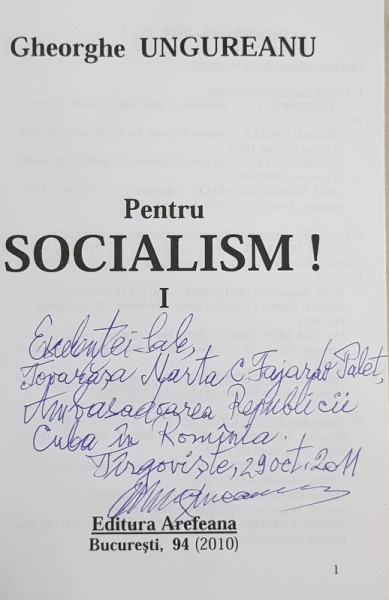 Gheorghe UNGUREANU
Pentru
SOCIALISM !
I
Excelenței-Sale,
Tovarășa Marta C. Fajardo Palet,
Ambasadoarea Republicii
Cuba în România.
Tîrgoviște, 29 oct. 2011
Editura Arefeana
București, 94 (2010)
1